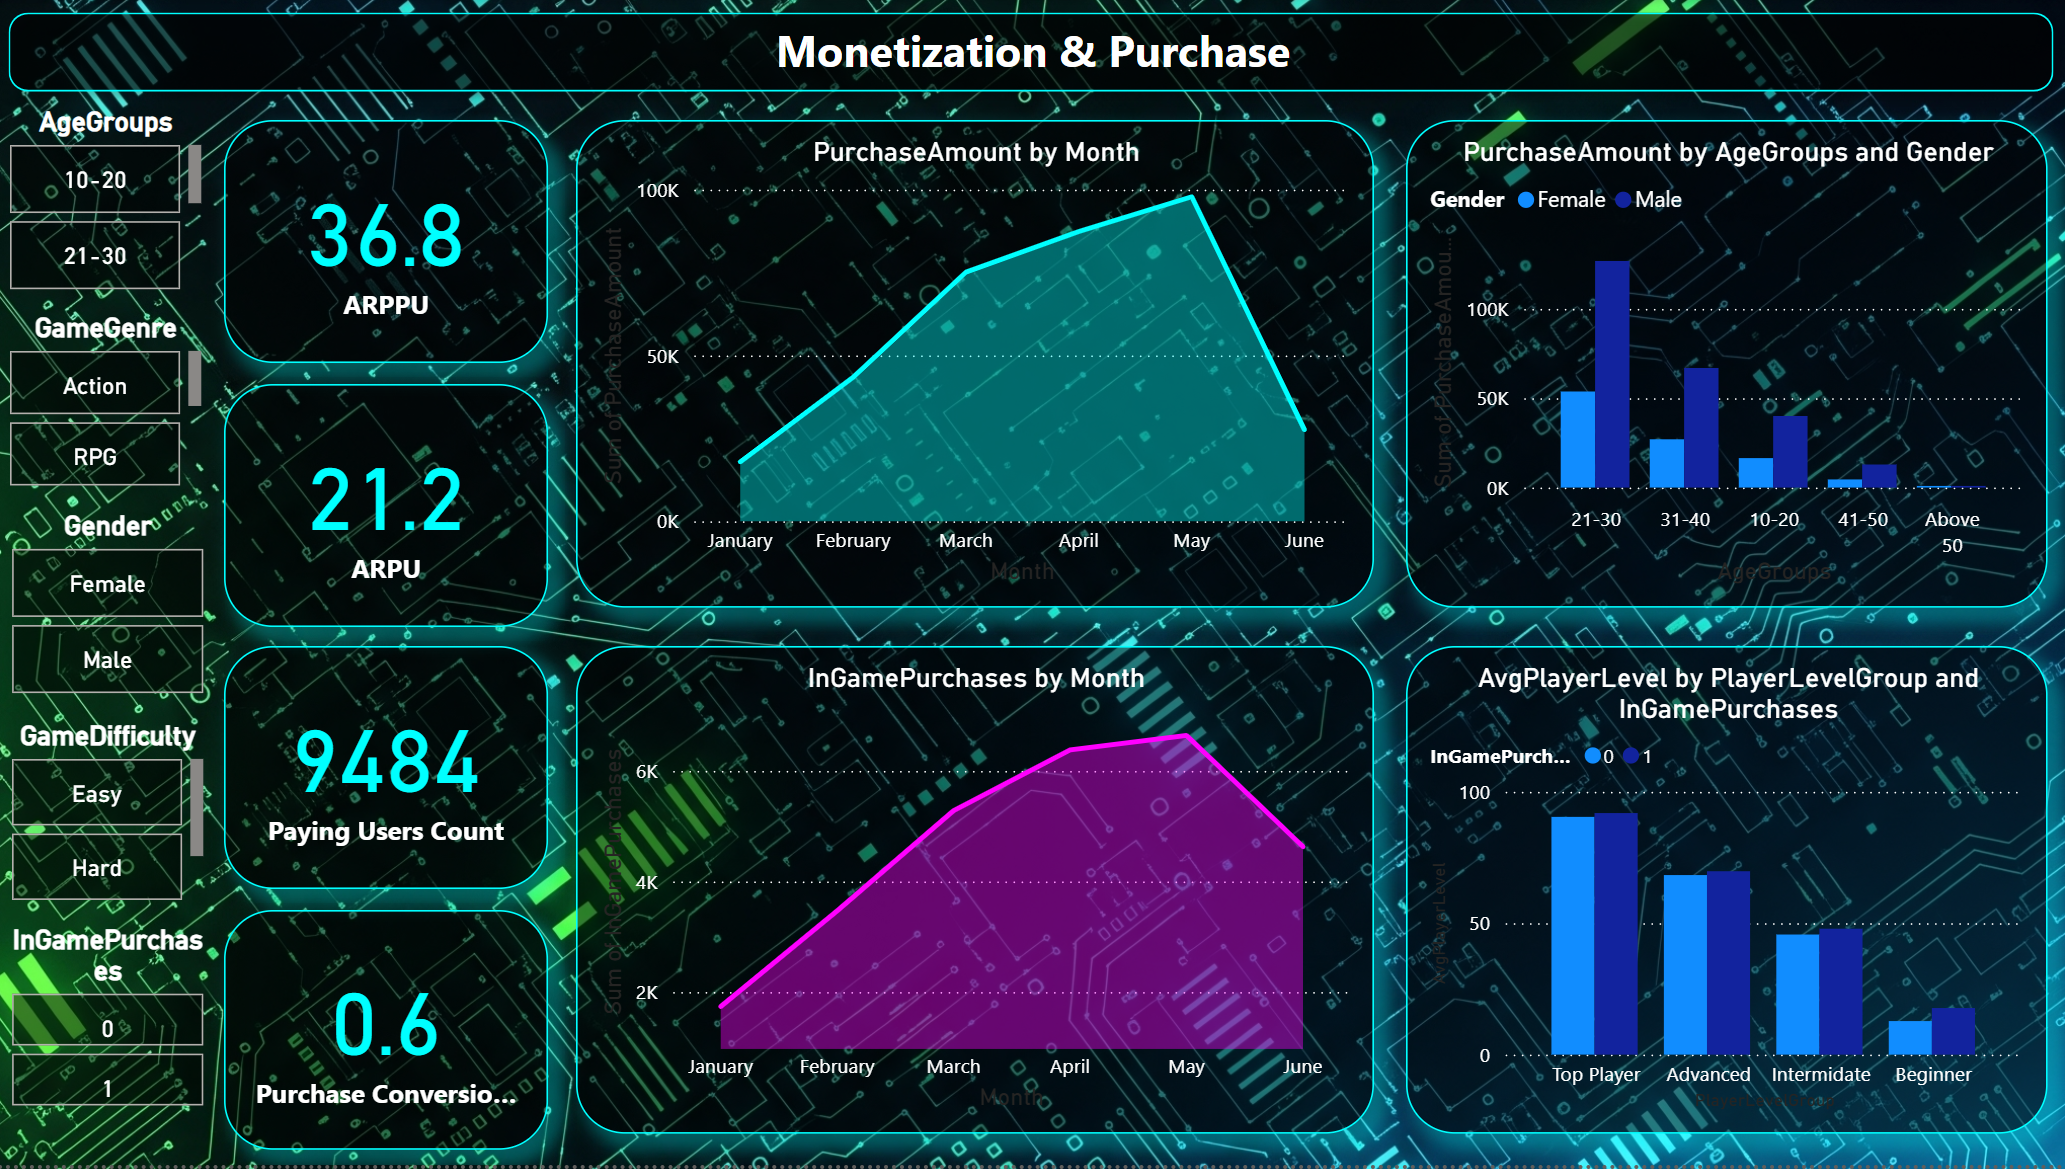 Monetization & Purchase
AgeGroups
10-20
21-30
GameGenre
Action
RPG
Gender
Female
Male
GameDifficulty
Easy
Hard
InGamePurchas
es
0
1
36.8
ARPPU
21.2
ARPU
9484
Paying Users Count
0.6
Purchase Conversio...
PurchaseAmount by Month
Sum of PurchaseAmount
100K
50K
0K
January February March April May June
Month
PurchaseAmount by AgeGroups and Gender
Gender Female Male
Sum of PurchaseAmou...
100K
50K
0K
21-30 31-40 10-20 41-50 Above
50
AgeGroups
InGamePurchases by Month
Sum of InGamePurchases
6K
4K
2K
January February March April May June
Month
AvgPlayerLevel by PlayerLevelGroup and
InGamePurchases
InGamePurch... 0 1
AvgPlayerLevel
100
50
0
Top Player Advanced Intermidate Beginner
PlayerLevelGroup